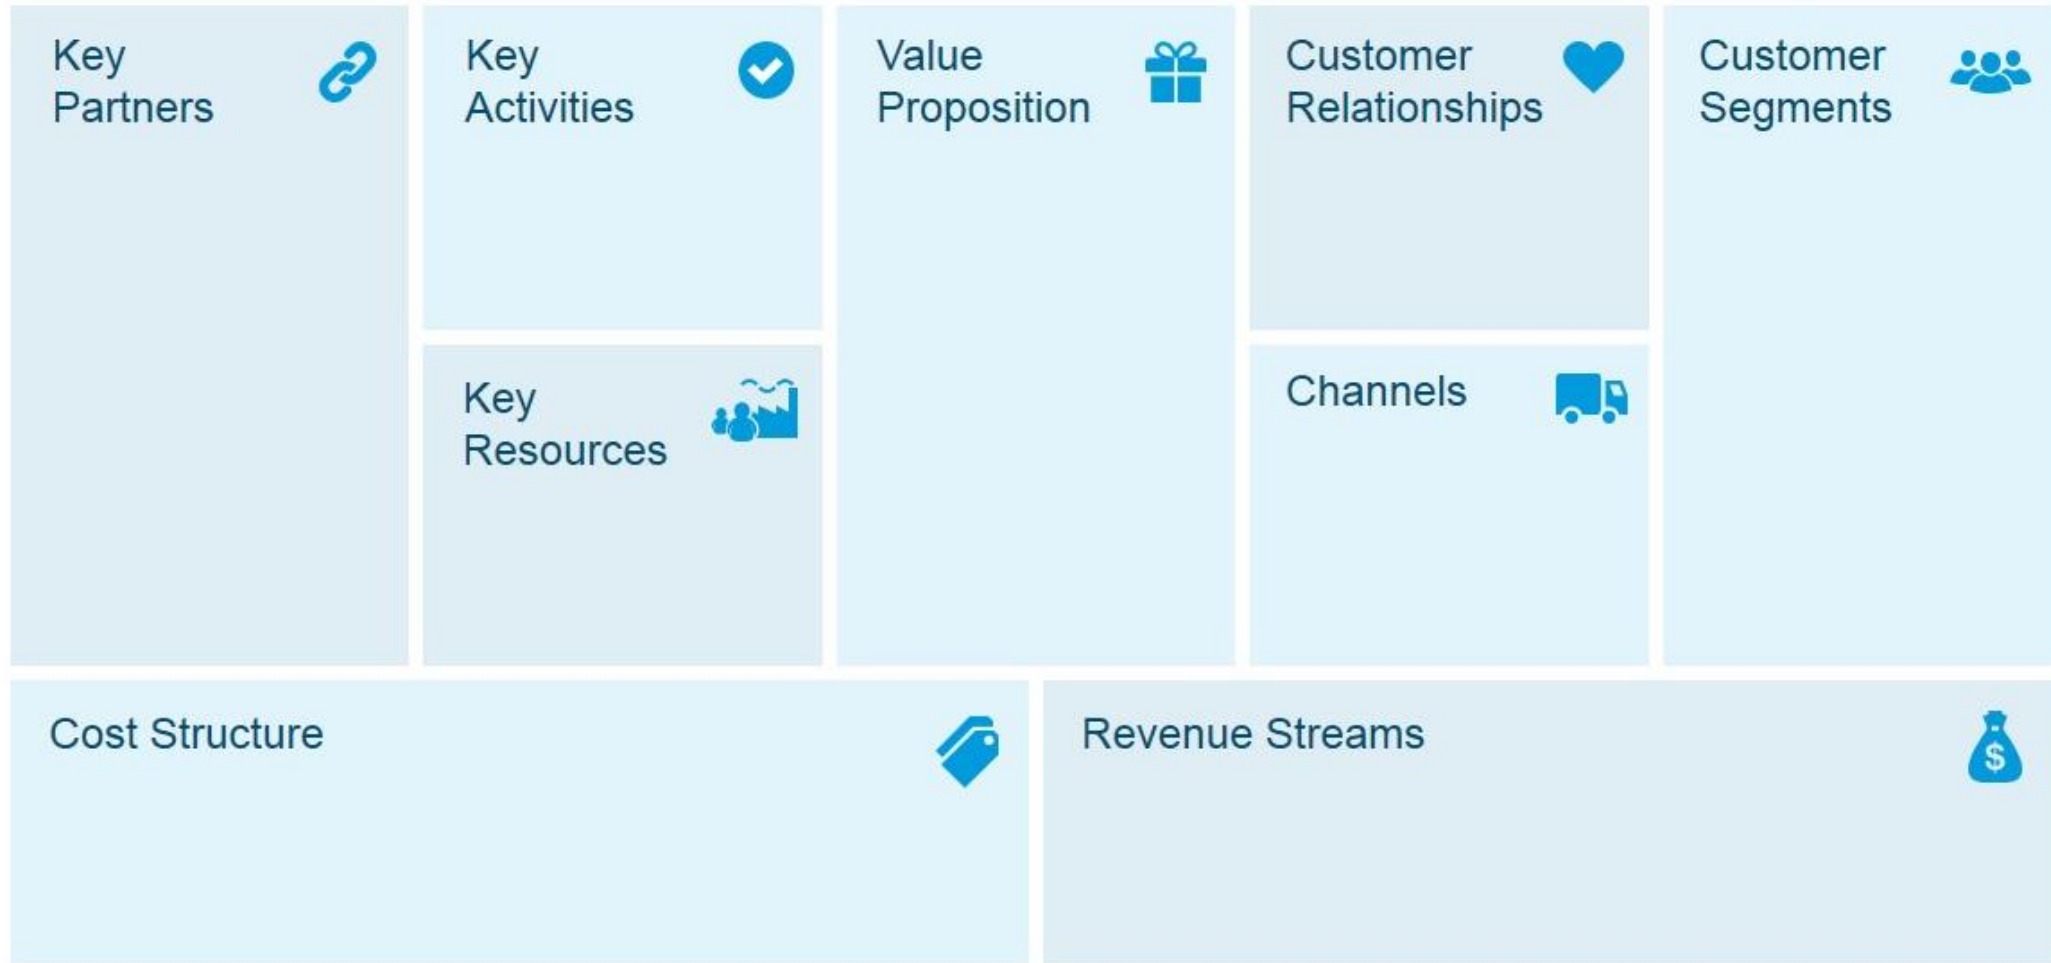 Key
Partners
Key
Activities
Key
Resources
Value
Proposition
Customer
Relationships
Channels
Customer
Segments
Cost Structure
Revenue Streams
$